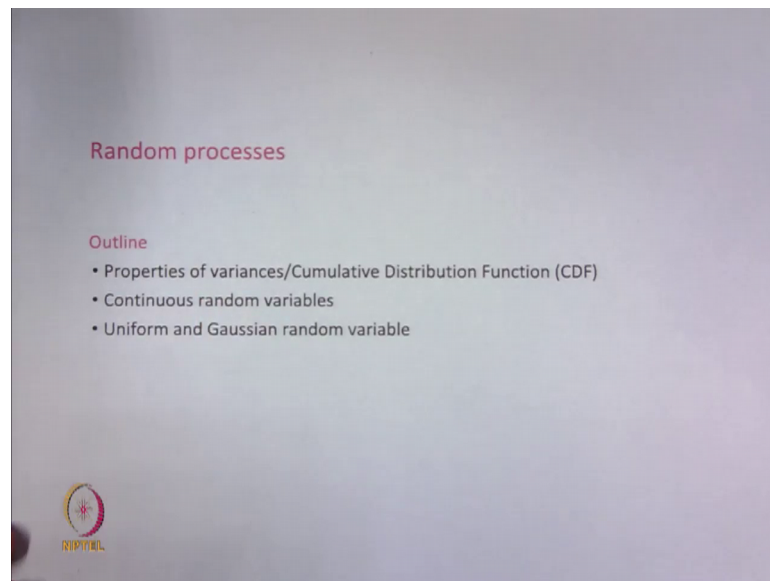 Random processes
Outline
• Properties of variances/Cumulative Distribution Function (CDF)
• Continuous random variables
• Uniform and Gaussian random variable
NPTEL